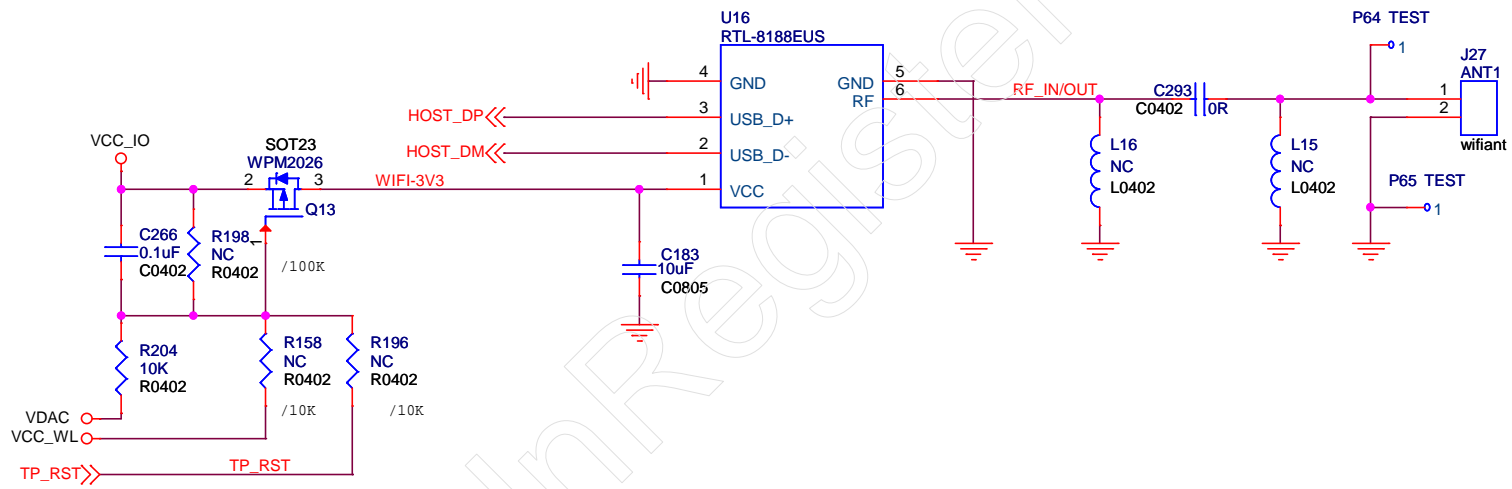 U16
RTL-8188EUS
4
GND
3
USB_D+
2
USB_D-
1
VCC
GND
5
RF
6
HOST_DP
HOST_DM
RF_IN/OUT
C293
0R
C0402
P64 TEST
1
J27
ANT1
1
2
wifiant
L16
NC
L0402
L15
NC
L0402
P65 TEST
1
VCC_IO
SOT23
WPM2026
2
3
Q13
1
WIFI-3V3
C266
0.1uF
C0402
R198
NC
R0402
/100K
C183
10uF
C0805
R204
10K
R0402
R158
NC
R0402
/10K
R196
NC
R0402
/10K
VDAC
VCC_WL
TP_RST
TP_RST
InRegister